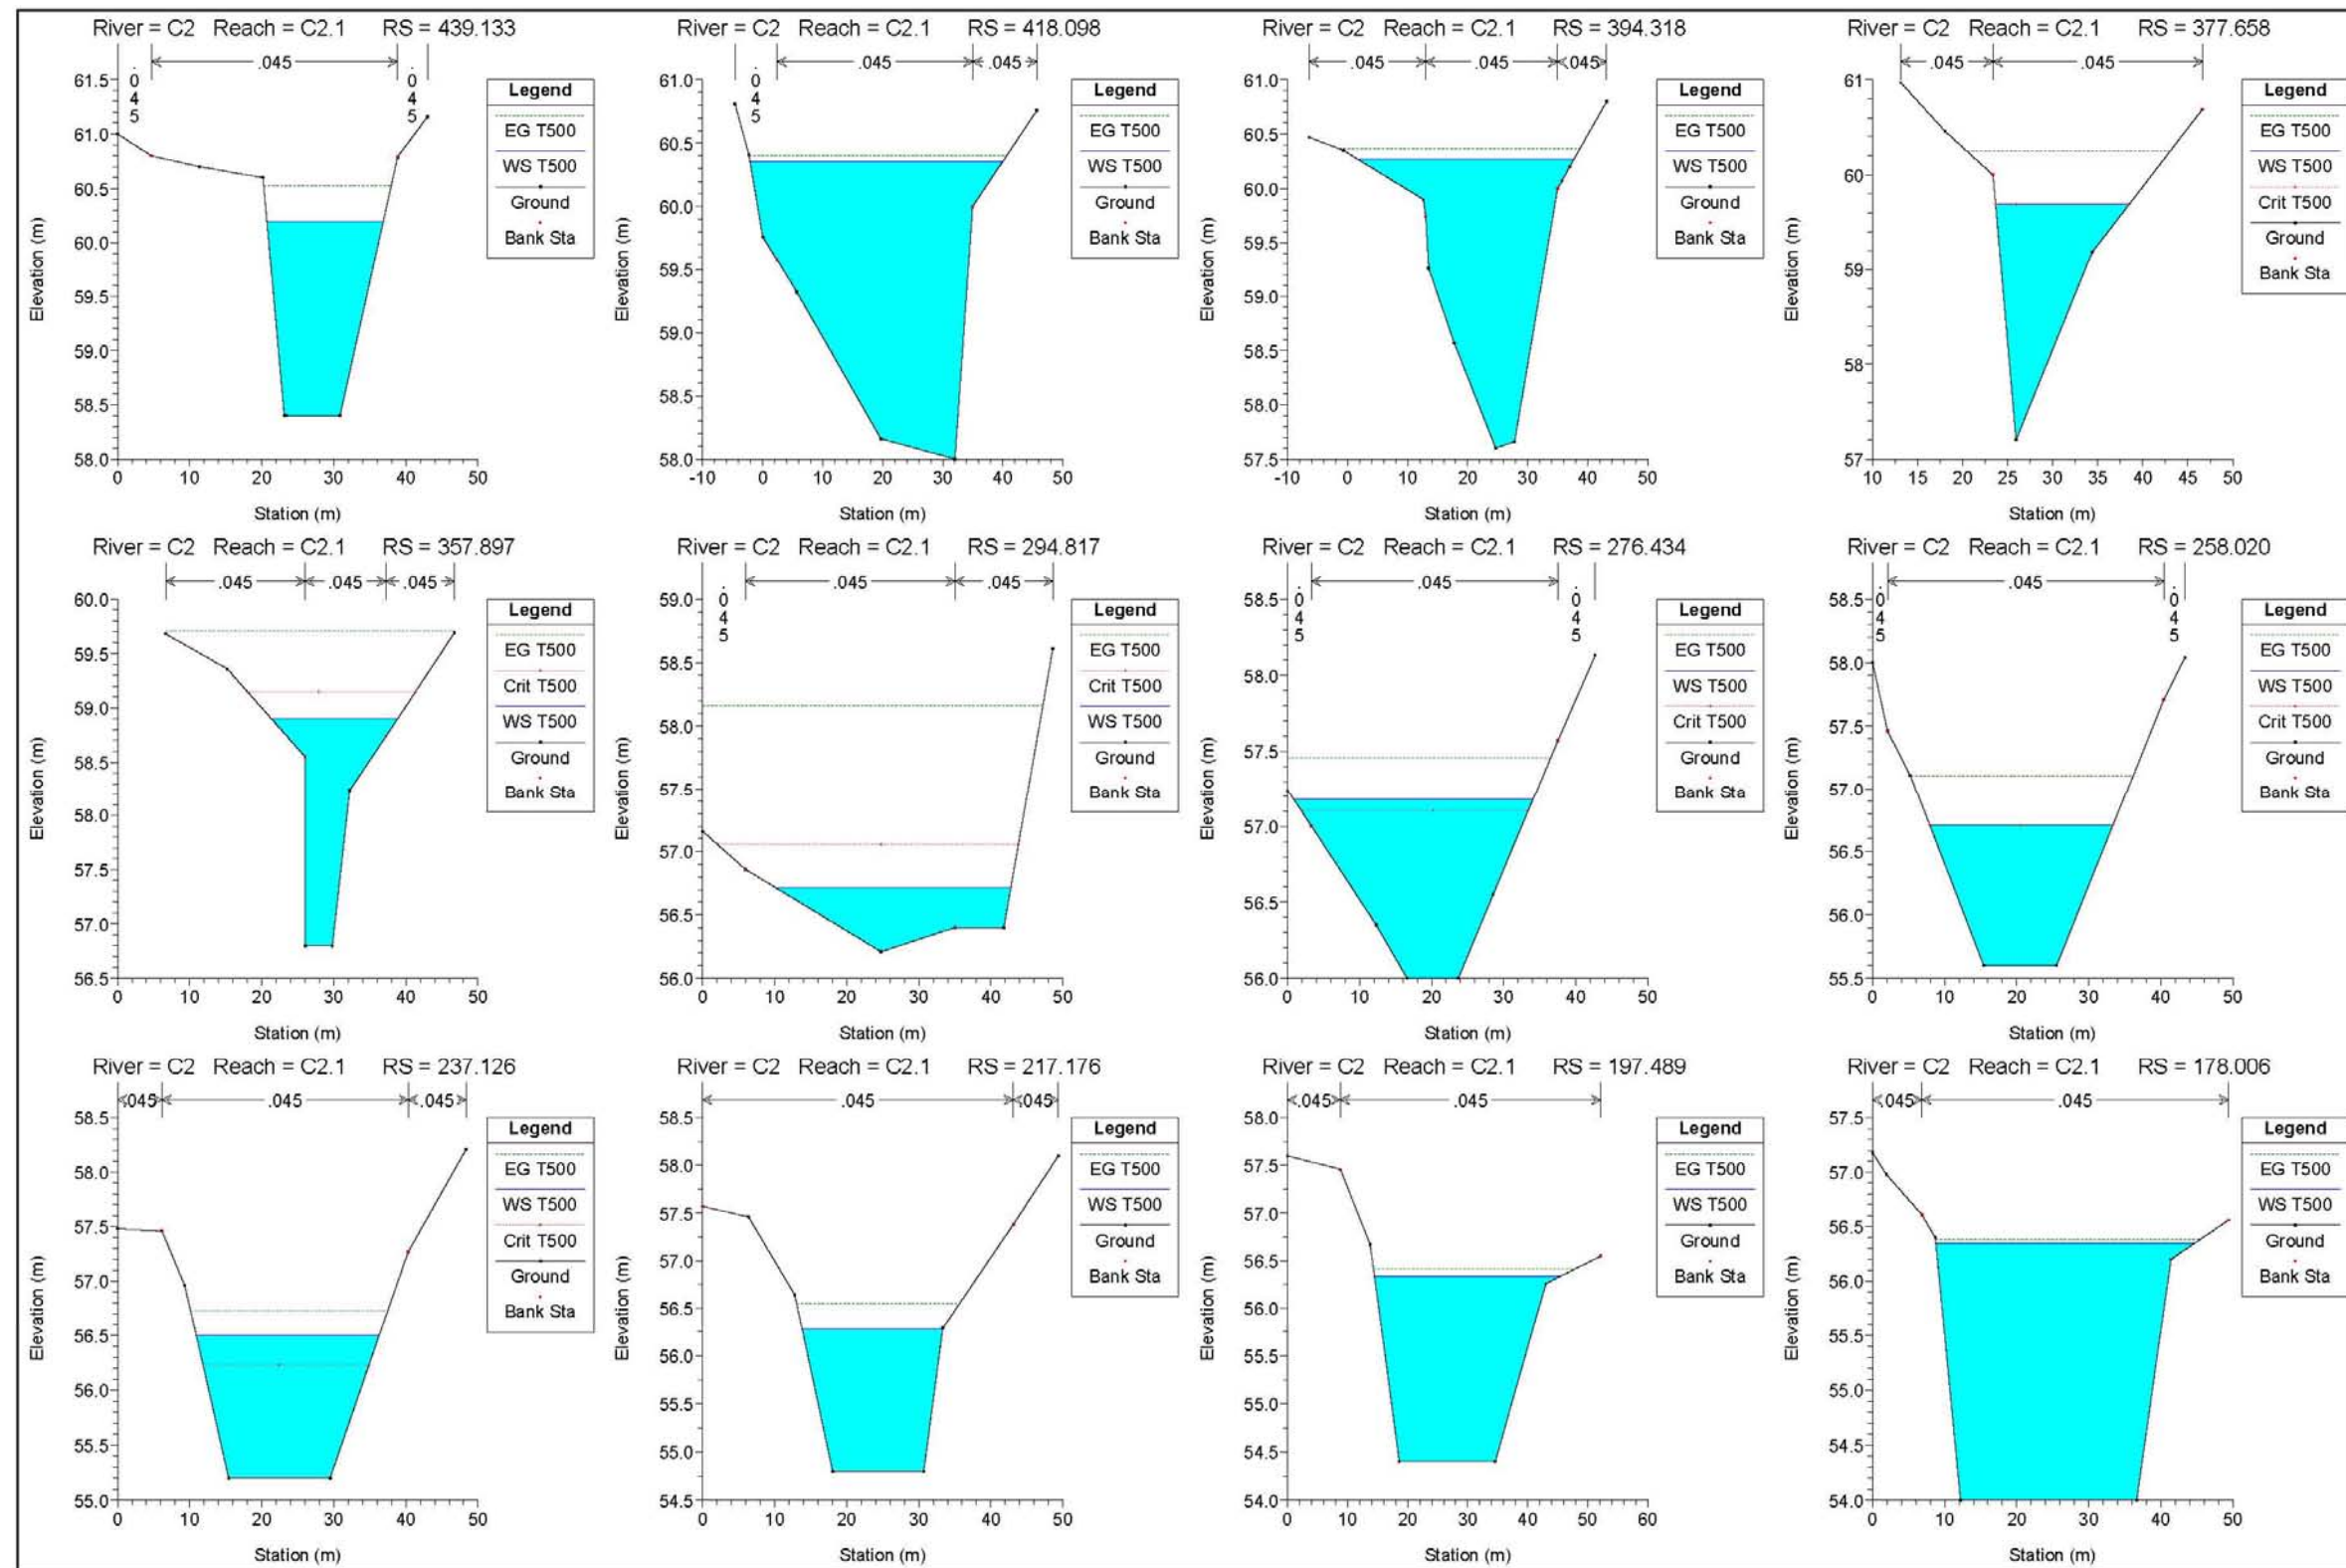 River = C2 Reach = C2.1 RS = 439.133
.045 .045 .045
Legend
EG T500
WS T500
Ground
Bank Sta
61.5
61.0
60.5
60.0
59.5
59.0
58.5
58.0
Elevation (m)
0 10 20 30 40 50
Station (m)
River = C2 Reach = C2.1 RS = 418.098
.045 .045 .045
Legend
EG T500
WS T500
Ground
Bank Sta
61.0
60.5
60.0
59.5
59.0
58.5
58.0
Elevation (m)
-10 0 10 20 30 40 50
Station (m)
River = C2 Reach = C2.1 RS = 394.318
.045 .045 .045
Legend
EG T500
WS T500
Ground
Bank Sta
61.0
60.5
60.0
59.5
59.0
58.5
58.0
57.5
Elevation (m)
-10 0 10 20 30 40 50
Station (m)
River = C2 Reach = C2.1 RS = 377.658
.045 .045
Legend
EG T500
WS T500
Crit T500
Ground
Bank Sta
61
60
59
58
57
Elevation (m)
10 15 20 25 30 35 40 45 50
Station (m)
River = C2 Reach = C2.1 RS = 357.897
.045 .045 .045
Legend
EG T500
Crit T500
WS T500
Ground
Bank Sta
60.0
59.5
59.0
58.5
58.0
57.5
57.0
56.5
Elevation (m)
0 10 20 30 40 50
Station (m)
River = C2 Reach = C2.1 RS = 294.817
.045 .045 .045
Legend
EG T500
Crit T500
WS T500
Ground
Bank Sta
59.0
58.5
58.0
57.5
57.0
56.5
56.0
Elevation (m)
0 10 20 30 40 50
Station (m)
River = C2 Reach = C2.1 RS = 276.434
.045 .045 .045
Legend
EG T500
WS T500
Crit T500
Ground
Bank Sta
58.5
58.0
57.5
57.0
56.5
56.0
Elevation (m)
0 10 20 30 40 50
Station (m)
River = C2 Reach = C2.1 RS = 258.020
.045 .045 .045
Legend
EG T500
WS T500
Crit T500
Ground
Bank Sta
58.5
58.0
57.5
57.0
56.5
56.0
55.5
Elevation (m)
0 10 20 30 40 50
Station (m)
River = C2 Reach = C2.1 RS = 237.126
.045 .045 .045
Legend
EG T500
WS T500
Crit T500
Ground
Bank Sta
58.5
58.0
57.5
57.0
56.5
56.0
55.5
55.0
Elevation (m)
0 10 20 30 40 50
Station (m)
River = C2 Reach = C2.1 RS = 217.176
.045 .045
Legend
EG T500
WS T500
Ground
Bank Sta
58.5
58.0
57.5
57.0
56.5
56.0
55.5
55.0
54.5
Elevation (m)
0 10 20 30 40 50
Station (m)
River = C2 Reach = C2.1 RS = 197.489
.045 .045
Legend
EG T500
WS T500
Ground
Bank Sta
58.0
57.5
57.0
56.5
56.0
55.5
55.0
54.5
54.0
Elevation (m)
0 10 20 30 40 50 60
Station (m)
River = C2 Reach = C2.1 RS = 178.006
.045 .045
Legend
EG T500
WS T500
Ground
Bank Sta
57.5
57.0
56.5
56.0
55.5
55.0
54.5
54.0
Elevation (m)
0 10 20 30 40 50
Station (m)